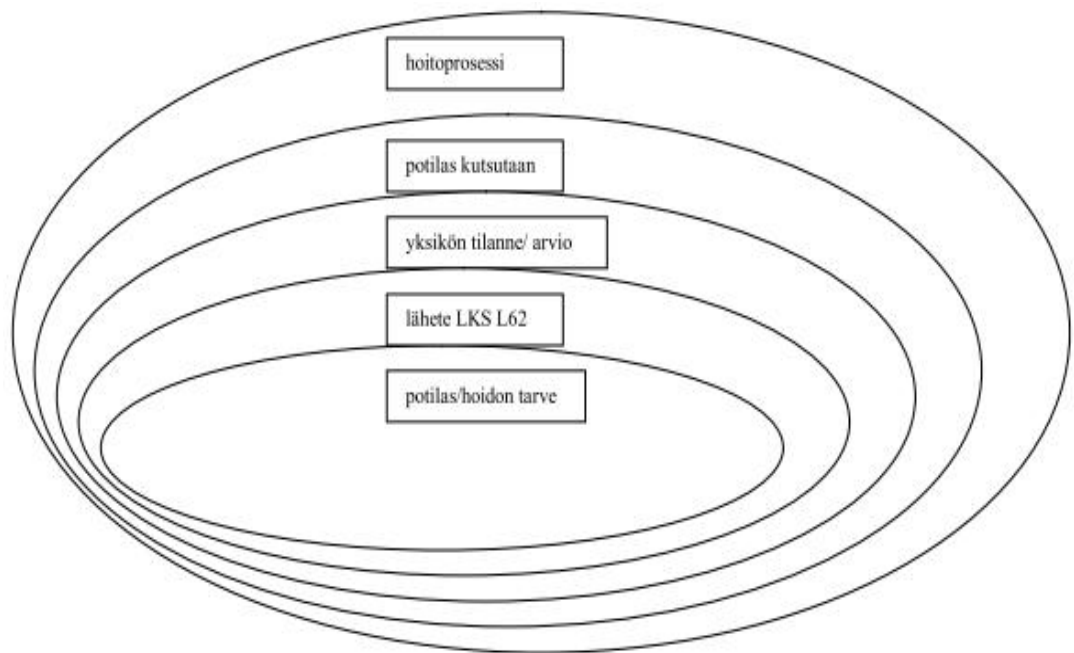 hoitoprosessi
potilas kutsutaan
yksikön tilanne/ arvio
lähete LKS L62
potilas/hoidon tarve